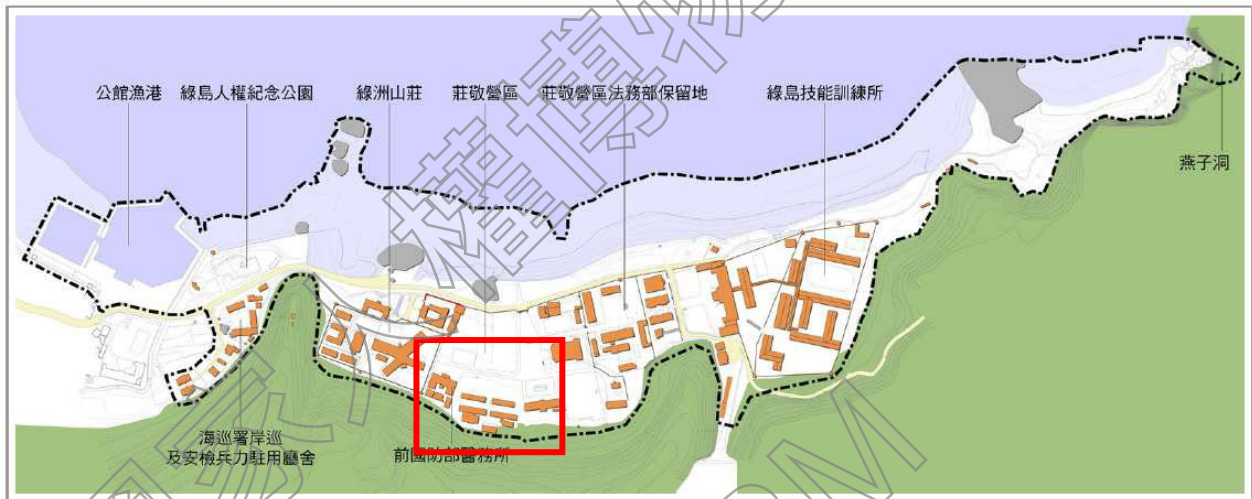 公館漁港
綠島人權紀念公園
綠洲山莊
莊敬營區
莊敬營區法務部保留地
綠島技能訓練所
燕子洞
海巡署岸巡
及安檢兵力駐用廳舍
前國防部醫務所